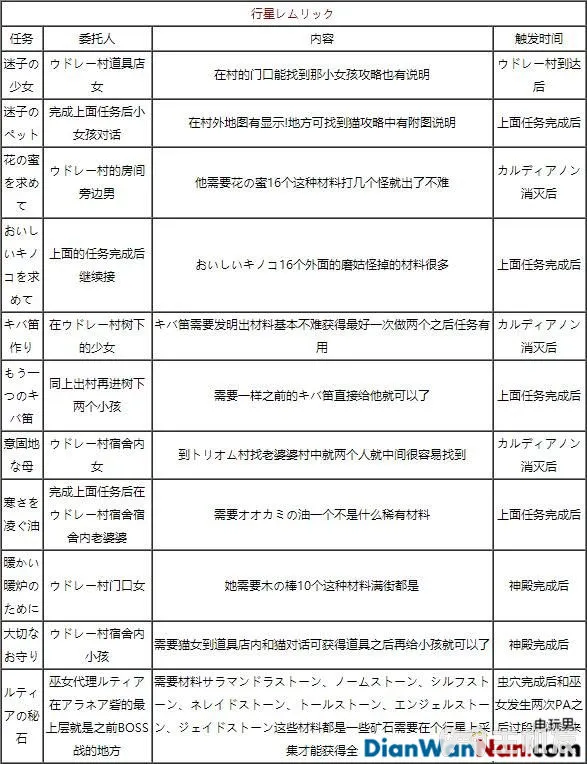 行星レムリック
任务 委托人 内容 触发时间
迷子の
少女
ウドレー村道具店
女
在村的门口能找到那小女孩攻略也有说明
ウドレー村到达
后
迷子の
ペット
完成上面任务后小
女孩对话
在村外地图有显示!地方可找到猫攻略中有附图说明
上面任务完成后
花の蜜
を求め
て
ウドレー村的房间
旁边男
他需要花の蜜16个这种材料打几个怪就出了不难
カルディアノン
消灭后
おいし
いキノ
コを求
めて
上面的任务完成后
继续接
おいしいキノコ16个外面的磨姑怪掉的材料很多
上面任务完成后
キバ笛
作り
在ウドレー村树下
的少女
キバ笛需要发明出材料基本不难获得最好一次做两个之后任务有
用
カルディアノン
消灭后
もう一
つのキ
バ笛
同上出村再进树下
两个小孩
需要一样之前的キバ笛直接给他就可以了
上面任务完成后
意固地
な母
ウドレー村宿舍内
女
到トリオム村找老婆婆村中就两个人就中间很容易找到
カルディアノン
消灭后
寒さを
凌ぐ油
完成上面任务后在
ウドレー村宿舍宿
舍内老婆婆
需要オオカミの油一个不是什么稀有材料
上面任务完成后
暖かい
暖炉の
ために
ウドレー村门口女
她需要木の棒10个这种材料满街都是
神殿完成后
大切な
お守り
ウドレー村宿舍内
小孩
需要猫女到道具店内和猫对话可获得道具之后再给小孩就可以了
神殿完成后
ルティ
アの秘
石
巫女代理ルティア
在アラネア砦的最
上层就是之前BOSS
战的地方
需要材料サラマンドラストーン、ノームストーン、シルフスト
ーン、ネレイドストーン、トールストーン、エンジェルストー
ン、ジェイドストーン这些材料都是一些矿石需要在个行星上采
集才能获得全
虫穴完成后和巫
女发生两次PA之
后过段
电玩男
DianWanNan.com